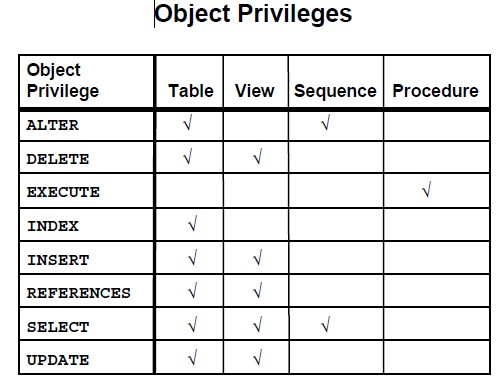 Object Privileges
Object
Privilege Table View Sequence Procedure
ALTER √ √
DELETE √ √
EXECUTE √
INDEX √
INSERT √ √
REFERENCES √ √
SELECT √ √ √
UPDATE √ √